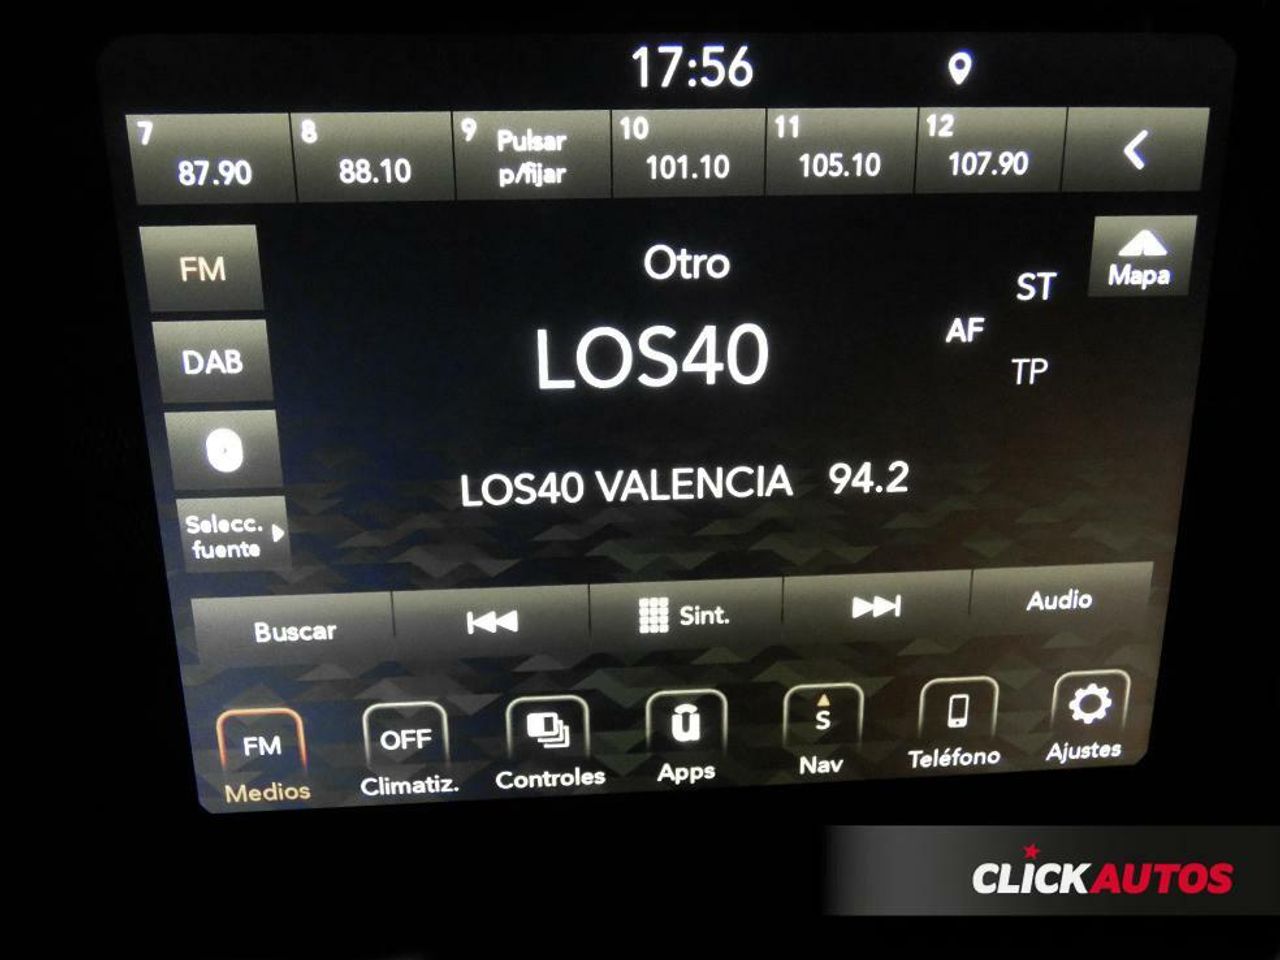 17:56
7 87.90
8 88.10
9 Pulsar
p/fijar
10 101.10
11 105.10
12 107.90
FM
Otro
ST
Mapa
DAB
LOS40
AF
TP
LOS40 VALENCIA 94.2
Selecc.
fuente
Buscar
Sint.
Audio
FM
Medios
OFF
Climatiz.
Controles
Ü
Apps
S
Nav
Teléfono
Ajustes
CLICKAUTOS